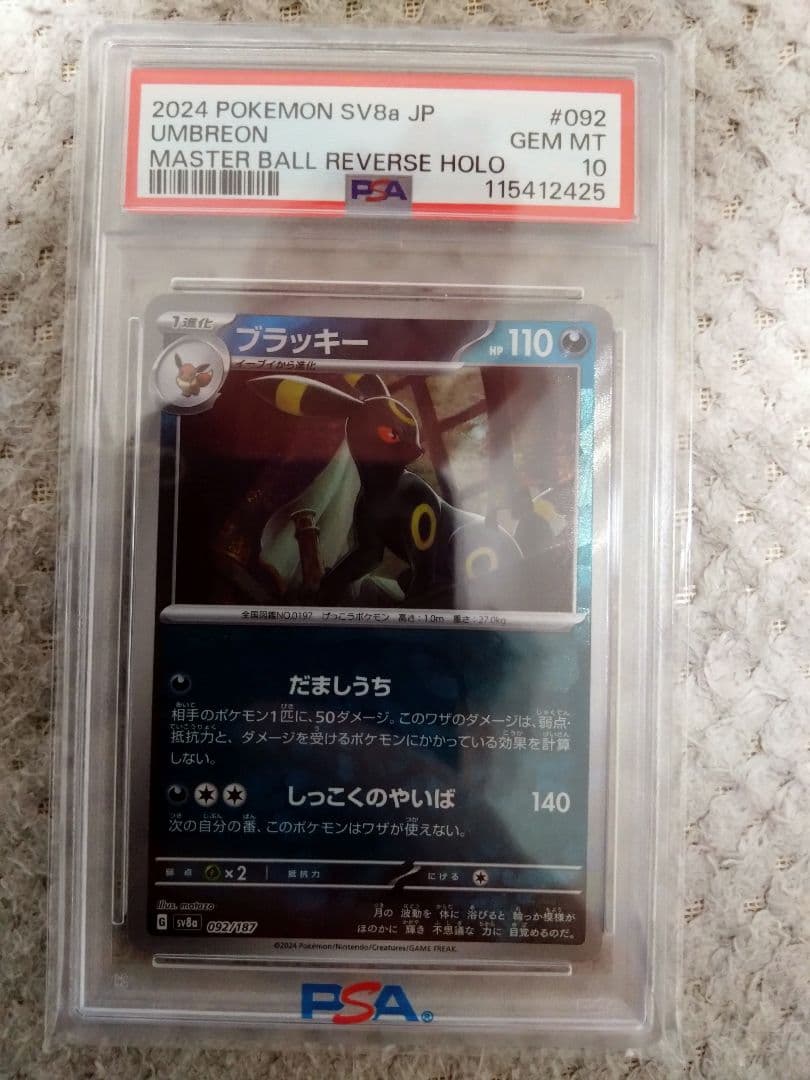 2024 POKEMON SV8a JP #092
UMBREON GEM MT
MASTER BALL REVERSE HOLO 10
PSA 115412425
1進化
ブラッキー HP 110
イーブイから進化
全国図鑑NO.0197 げっこうポケモン 高さ:1.0m 重さ:27.0kg
だましうち
相手のポケモン1匹に、50ダメージ。このワザのダメージは、弱点・
抵抗力と、ダメージを受けるポケモンにかかっている効果を計算
しない。
しっこくのやいば 140
次の自分の番、このポケモンはワザが使えない。
弱点 ×2 抵抗力 にげる
Illus. matazo
G SV8a 092/187
月の 波動を 体に 浴びると 輪っか模様が
ほのかに 輝き 不思議な 力に 目覚めるのだ。
©2024 Pokémon/Nintendo/Creatures/GAME FREAK.
PSA®